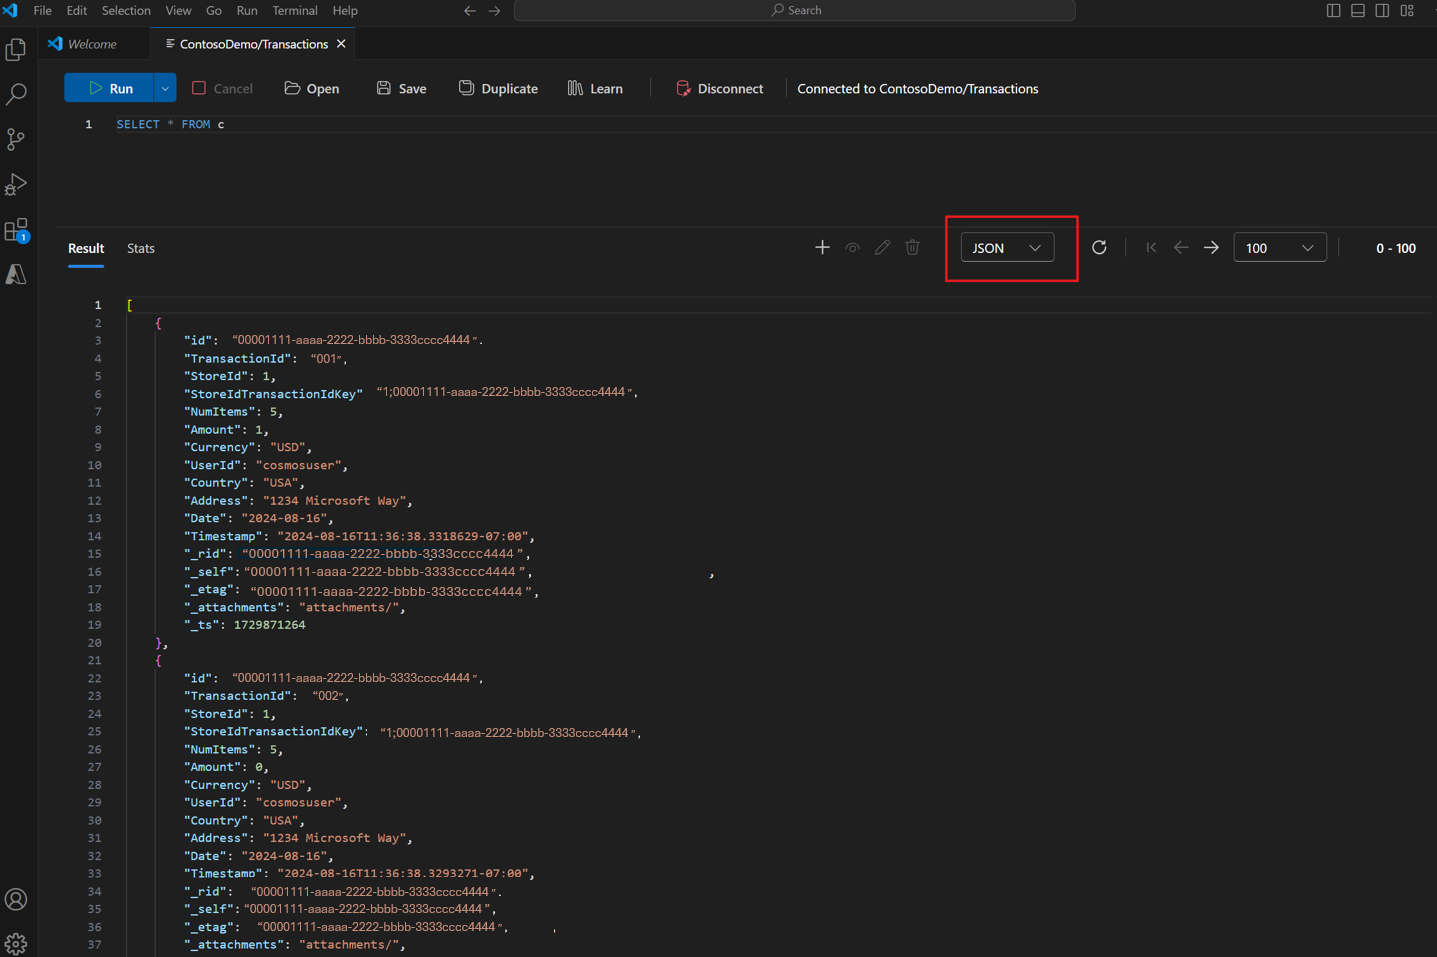 File Edit Selection View Go Run Terminal Help Search
Welcome ContosoDemo/Transactions
Run Cancel Open Save Duplicate Learn Disconnect Connected to ContosoDemo/Transactions
1 SELECT * FROM c
Result Stats JSON 100 0 - 100
1
1 [
2 {
3 "id": “00001111-aaaa-2222-bbbb-3333cccc4444”.
4 "TransactionId": “001”,
5 "StoreId": 1,
6 "StoreIdTransactionIdKey" “1;00001111-aaaa-2222-bbbb-3333cccc4444”,
7 "NumItems": 5,
8 "Amount": 1,
9 "Currency": "USD",
10 "UserId": "cosmosuser",
11 "Country": "USA",
12 "Address": "1234 Microsoft Way",
13 "Date": "2024-08-16",
14 "Timestamp": "2024-08-16T11:36:38.3318629-07:00",
15 "_rid": “00001111-aaaa-2222-bbbb-3333cccc4444”,
16 "_self": “00001111-aaaa-2222-bbbb-3333cccc4444”, ,
17 "_etag": “00001111-aaaa-2222-bbbb-3333cccc4444”,
18 "_attachments": "attachments/",
19 "_ts": 1729871264
20 },
21 {
22 "id": “00001111-aaaa-2222-bbbb-3333cccc4444”,
23 "TransactionId": “002”,
24 "StoreId": 1,
25 "StoreIdTransactionIdKey": “1;00001111-aaaa-2222-bbbb-3333cccc4444”,
26 "NumItems": 5,
27 "Amount": 0,
28 "Currency": "USD",
29 "UserId": "cosmosuser",
30 "Country": "USA",
31 "Address": "1234 Microsoft Way",
32 "Date": "2024-08-16",
33 "Timestamp": "2024-08-16T11:36:38.3293271-07:00",
34 "_rid": “00001111-aaaa-2222-bbbb-3333cccc4444”.
35 "_self": “00001111-aaaa-2222-bbbb-3333cccc4444”,
36 "_etag": “00001111-aaaa-2222-bbbb-3333cccc4444”, ,
37 "_attachments": "attachments/",